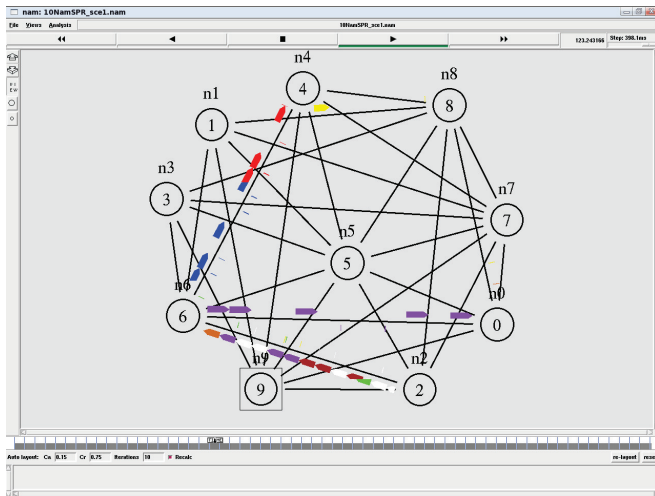 nam: 10NamSPR_sce1.nam
File Views Analysis 10NamSPR_sce1.nam
123.243166 Step: 398.1ms
n4
4
n8
8
n1
1
n3
3
n7
7
n5
5
n6
6
n0
0
n9
9
n2
2
Auto layout: Ca 0.15 Cr 0.75 Iterations 10 Recalc re-layout rese